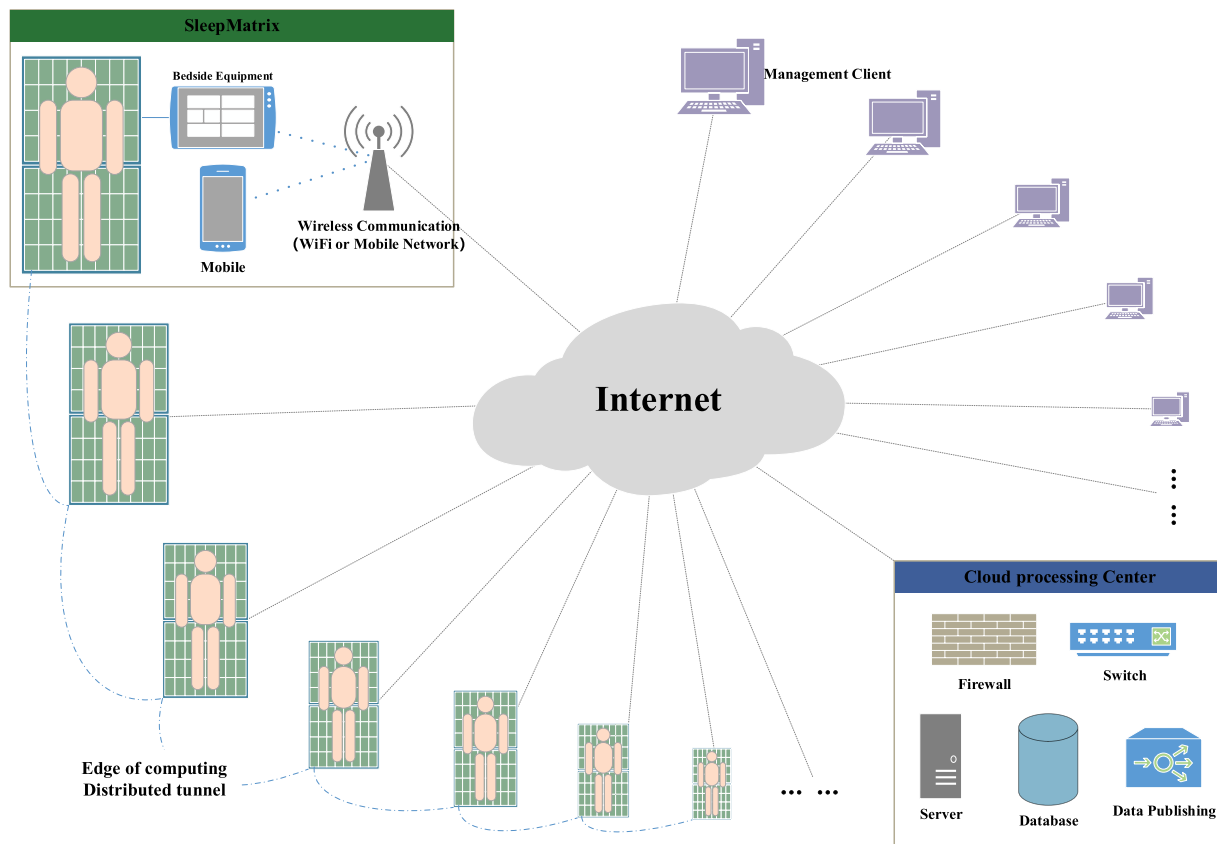 SleepMatrix
Bedside Equipment
Wireless Communication
(WiFi or Mobile Network)
Mobile
Management Client
Internet
Edge of computing
Distributed tunnel
... ...
Cloud processing Center
Firewall
Switch
Server
Database
Data Publishing